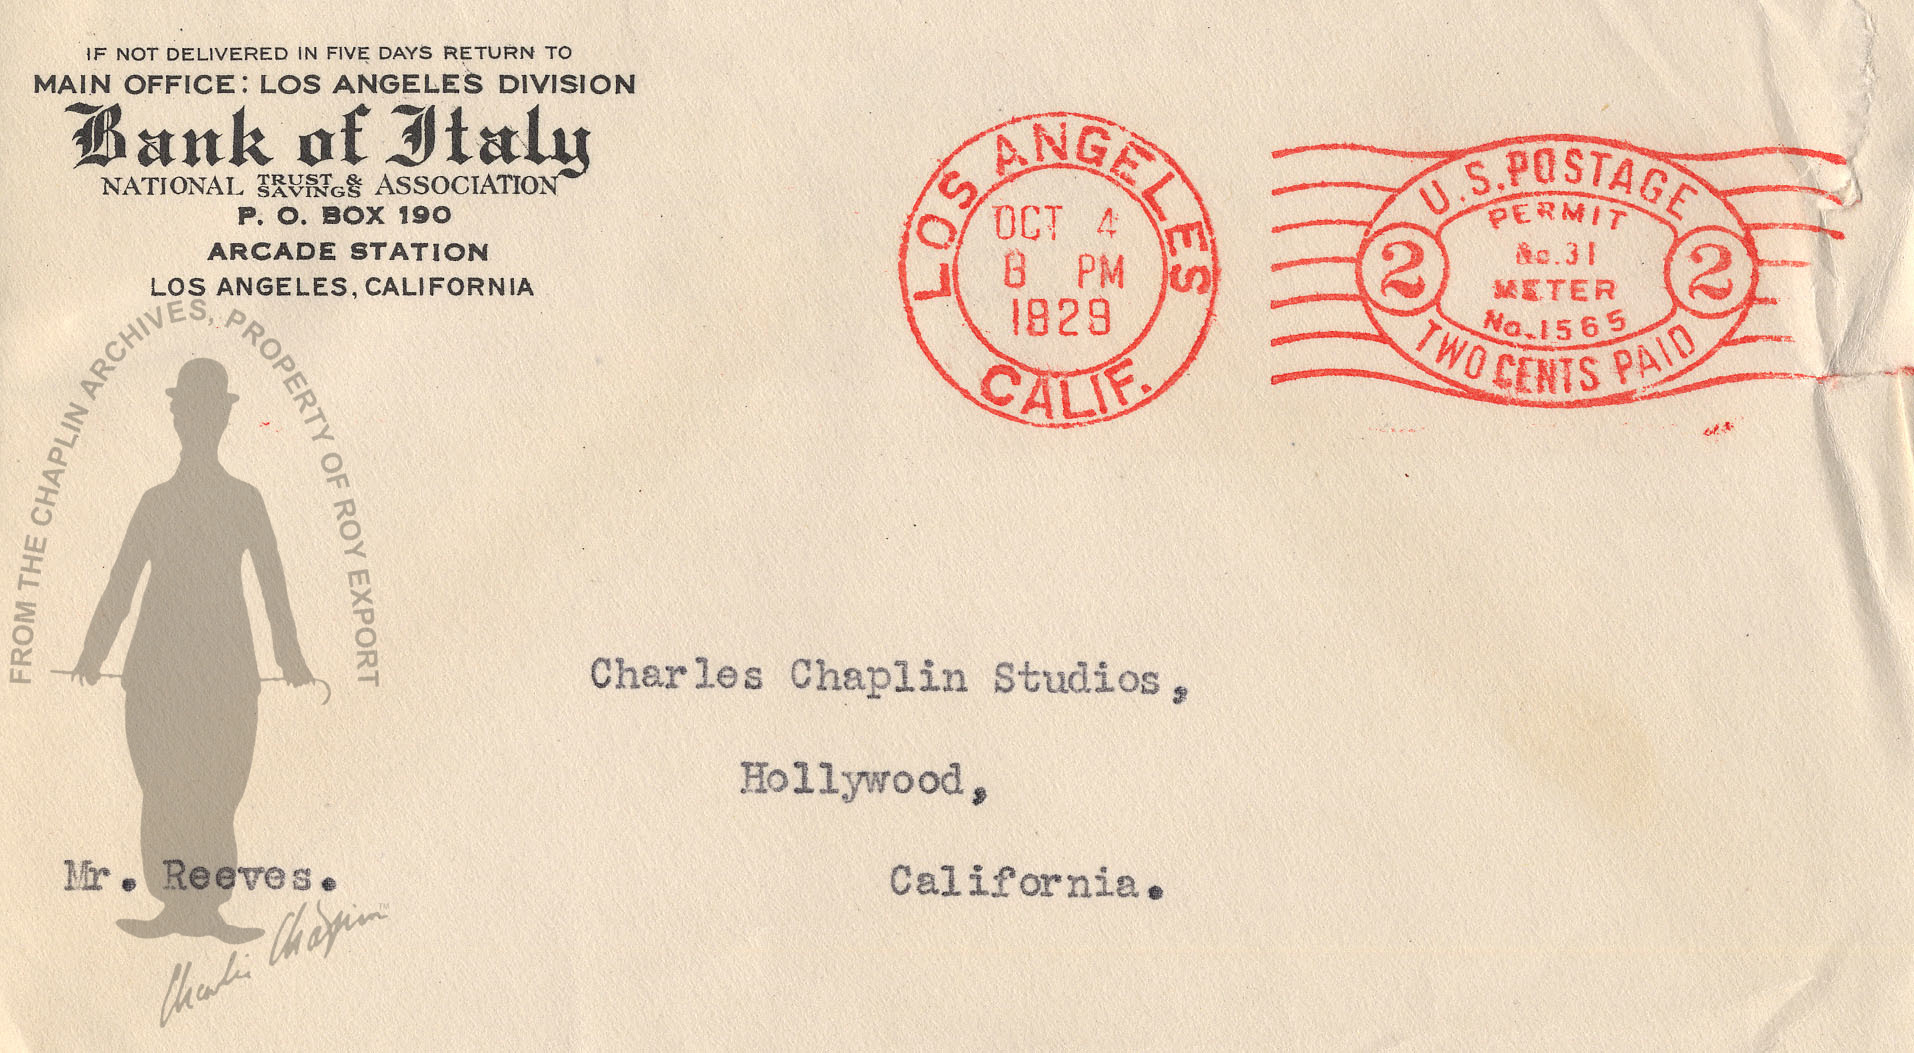 IF NOT DELIVERED IN FIVE DAYS RETURN TO
MAIN OFFICE: LOS ANGELES DIVISION
Bank of Italy
NATIONAL TRUST & SAVINGS ASSOCIATION
P. O. BOX 190
ARCADE STATION
LOS ANGELES, CALIFORNIA
LOS ANGELES
OCT 4
PM
1929
CALIF.
U.S. POSTAGE
PERMIT
No. 31
METER
No. 1565
2 2
TWO CENTS PAID
FROM THE CHAPLIN ARCHIVES, PROPERTY OF ROY EXPORT
Charles Chaplin Studios,
Hollywood,
California.
Mr. Reeves.
Charlie Chaplin™